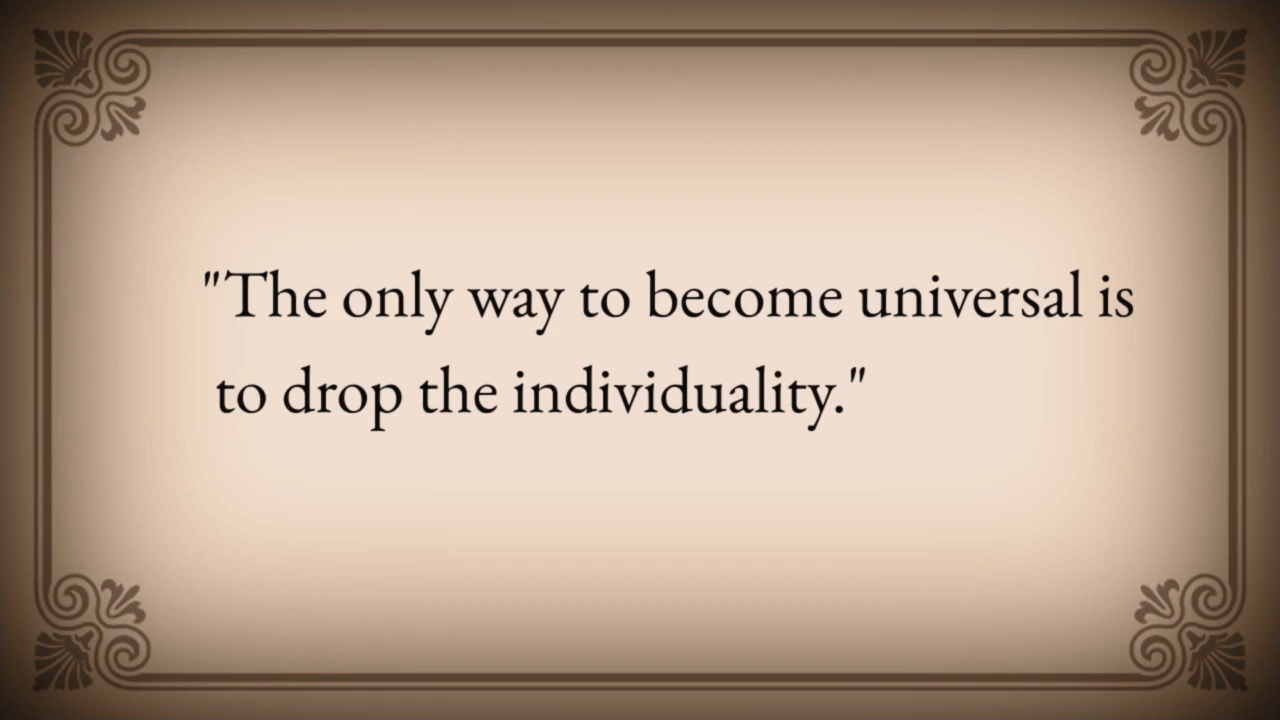 "The only way to become universal is
to drop the individuality."